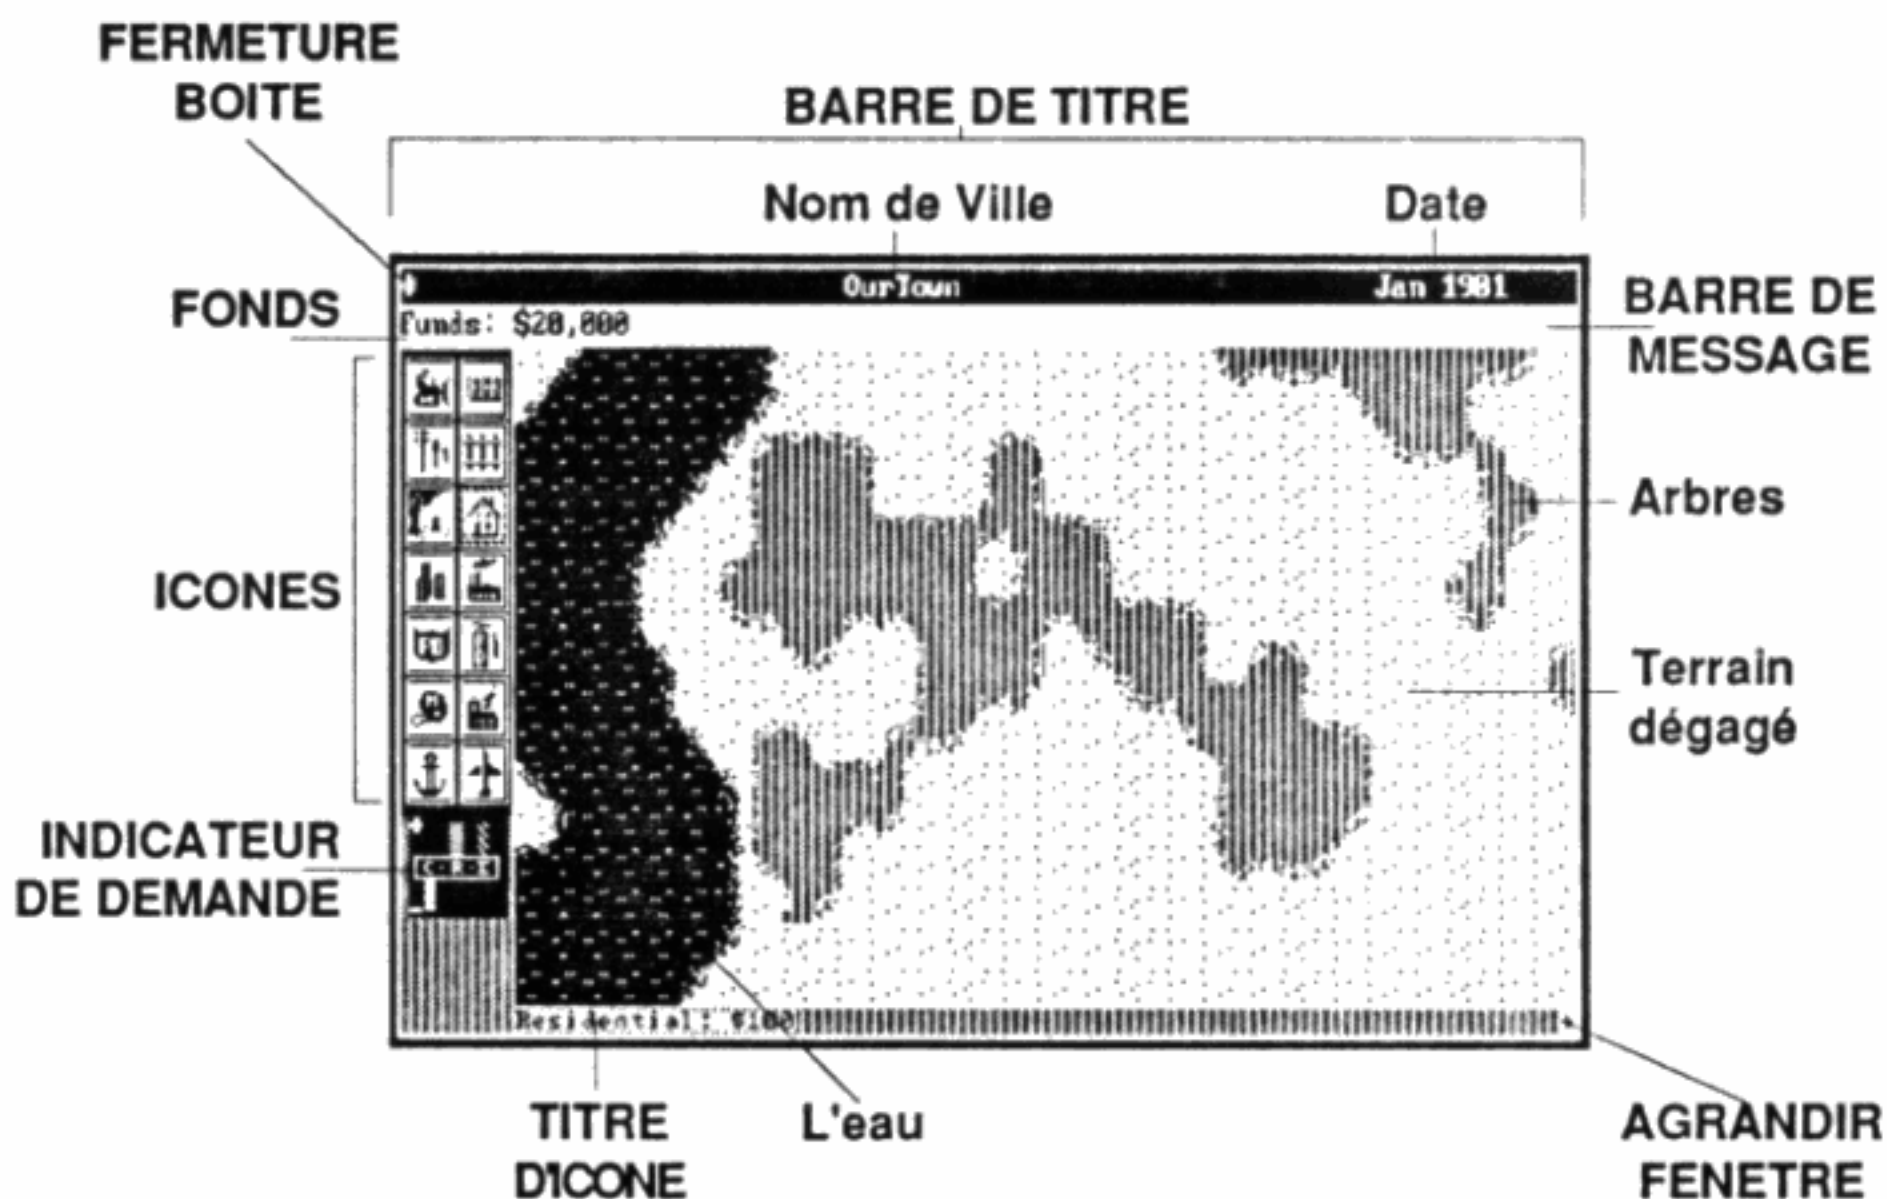 FERMETURE
BOITE
BARRE DE TITRE
Nom de Ville
Date
OurTown
Jan 1981
FONDS
funds: $20,000
BARRE DE
MESSAGE
Arbres
ICONES
Terrain
dégagé
INDICATEUR
DE DEMANDE
Residential: $100
TITRE
D'ICONE
L'eau
AGRANDIR
FENETRE